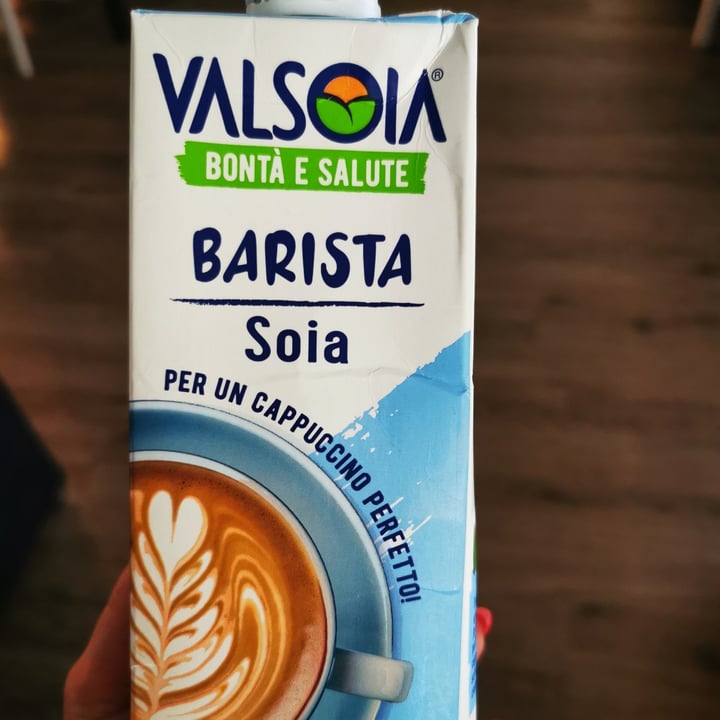 VALSOIA®
BONTÀ E SALUTE
BARISTA
Soia
PER UN CAPPUCCINO PERFETTO!